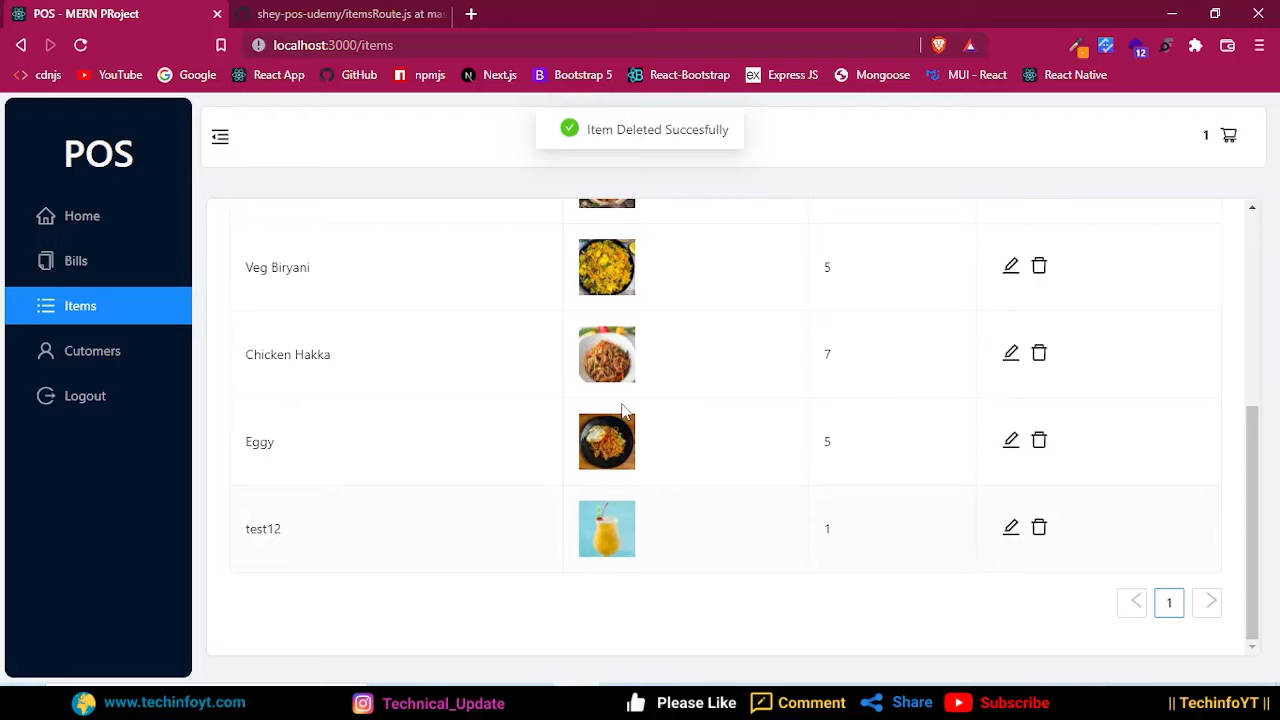 POS - MERN PRoject
shey-pos-udemy/itemsRoute.js at mas
localhost:3000/items
12
<> cdnjs
YouTube
Google
React App
GitHub
npmjs
Next.js
Bootstrap 5
React-Bootstrap
ex Express JS
Mongoose
MUI - React
React Native
POS
Home
Bills
Items
Cutomers
Logout
Item Deleted Succesfully
1
Veg Biryani 5
Chicken Hakka 7
Eggy 5
test12 1
< 1 >
www.techinfoyt.com
Technical_Update
Please Like
Comment
Share
Subscribe
|| TechinfoYT ||